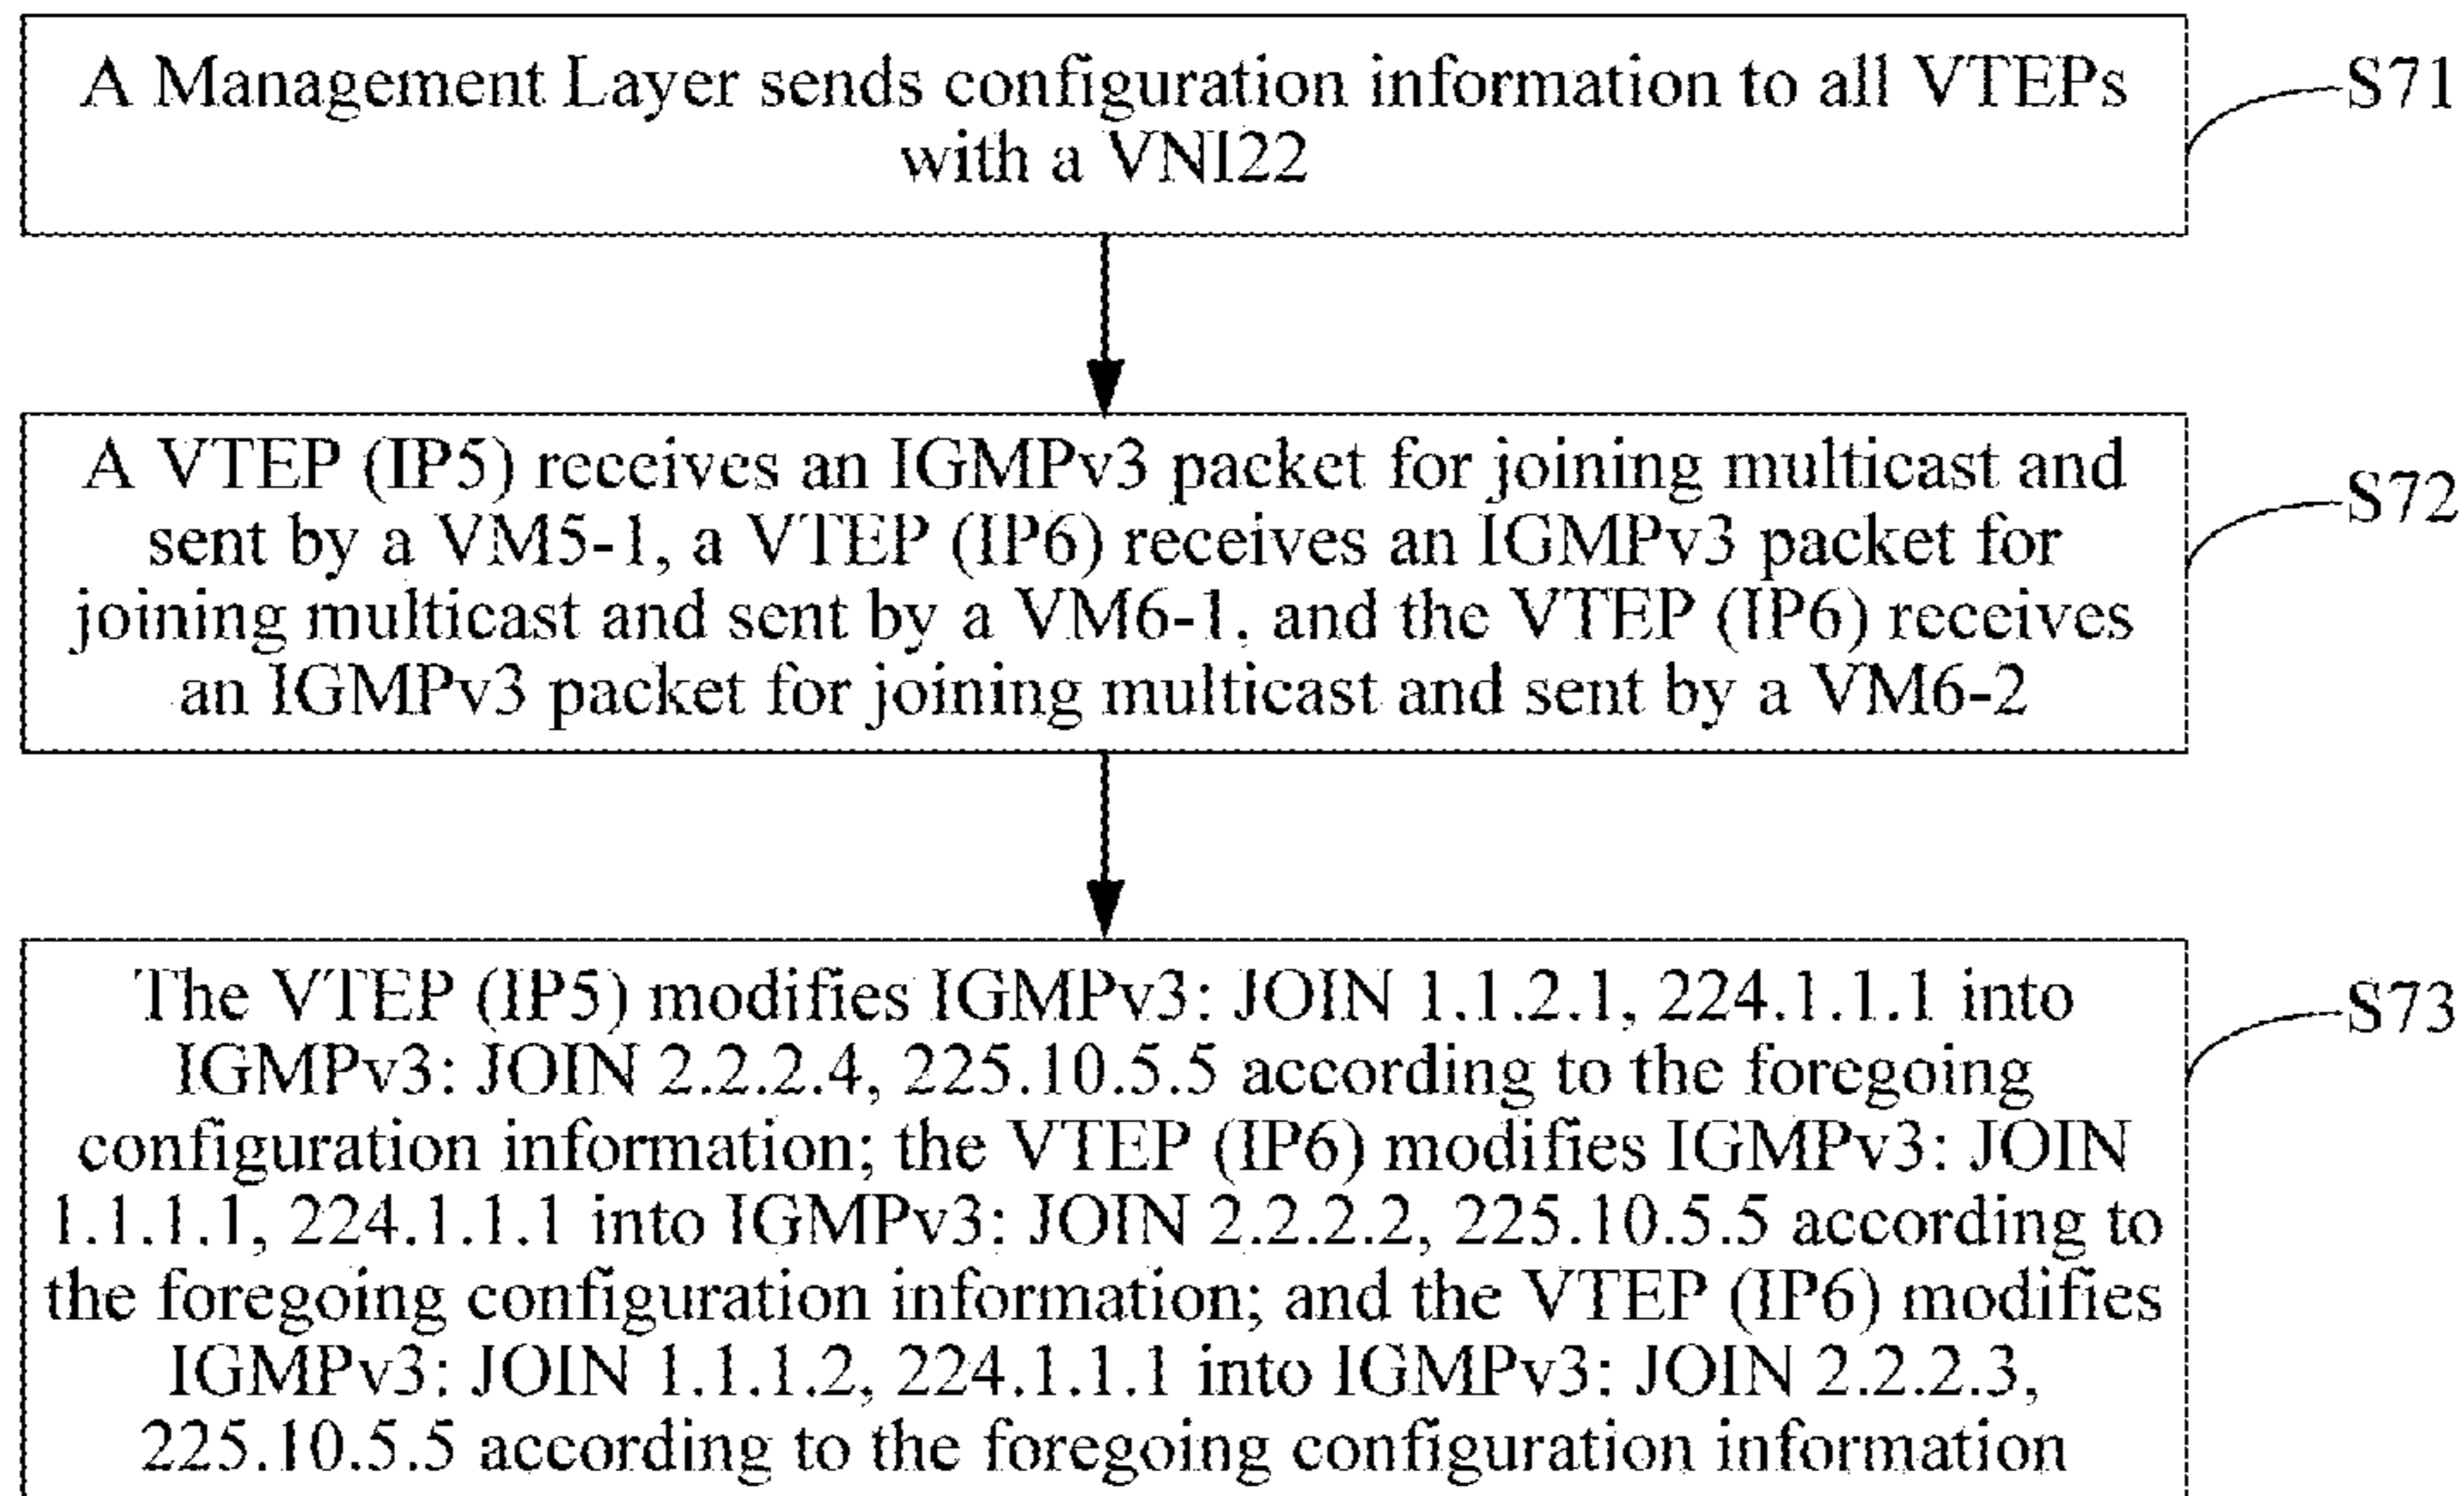 A Management Layer sends configuration information to all VTEPs
with a VNI22
S71
A VTEP (IP5) receives an IGMPv3 packet for joining multicast and
sent by a VM5-1, a VTEP (IP6) receives an IGMPv3 packet for
joining multicast and sent by a VM6-1, and the VTEP (IP6) receives
an IGMPv3 packet for joining multicast and sent by a VM6-2
S72
The VTEP (IP5) modifies IGMPv3: JOIN 1.1.2.1, 224.1.1.1 into
IGMPv3: JOIN 2.2.2.4, 225.10.5.5 according to the foregoing
configuration information; the VTEP (IP6) modifies IGMPv3: JOIN
1.1.1.1, 224.1.1.1 into IGMPv3: JOIN 2.2.2.2, 225.10.5.5 according to
the foregoing configuration information; and the VTEP (IP6) modifies
IGMPv3: JOIN 1.1.1.2, 224.1.1.1 into IGMPv3: JOIN 2.2.2.3,
225.10.5.5 according to the foregoing configuration information
S73